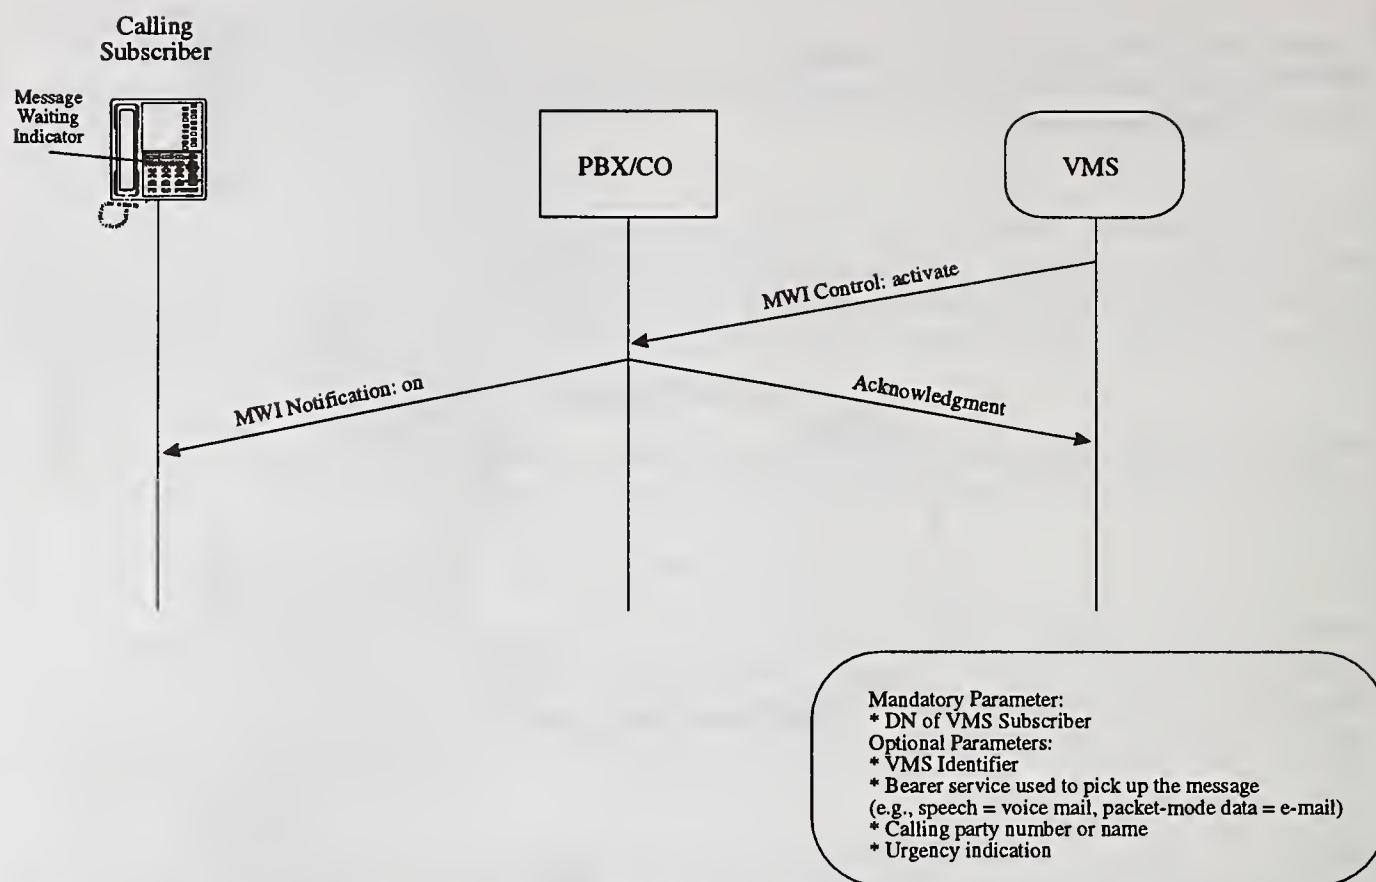 Calling
Subscriber
Message
Waiting
Indicator
PBX/CO
VMS
MWI Control: activate
MWI Notification: on
Acknowledgment
Mandatory Parameter:
* DN of VMS Subscriber
Optional Parameters:
* VMS Identifier
* Bearer service used to pick up the message
(e.g., speech = voice mail, packet-mode data = e-mail)
* Calling party number or name
* Urgency indication